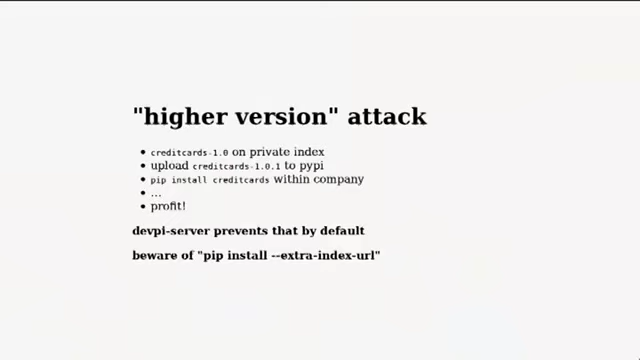 "higher version" attack
• creditcards-1.0 on private index
• upload creditcards-1.0.1 to pypi
• pip install creditcards within company
• ...
• profit!
devpi-server prevents that by default
beware of "pip install --extra-index-url"